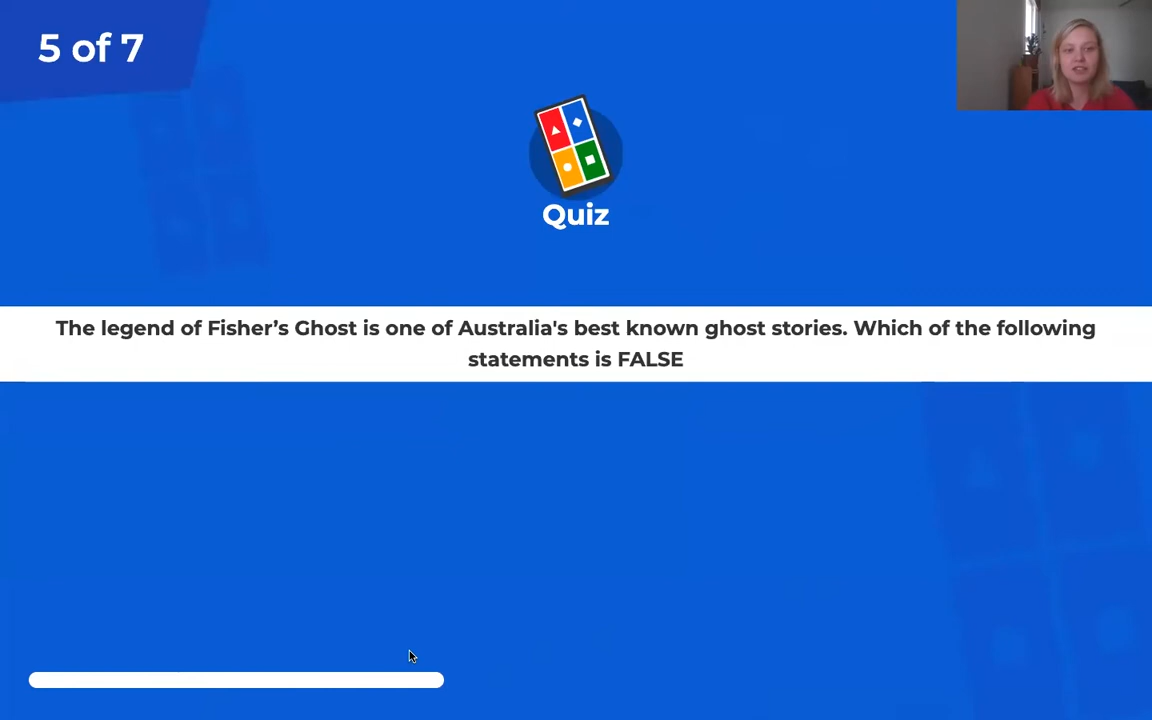 5 of 7
Quiz
The legend of Fisher’s Ghost is one of Australia's best known ghost stories. Which of the following
statements is FALSE